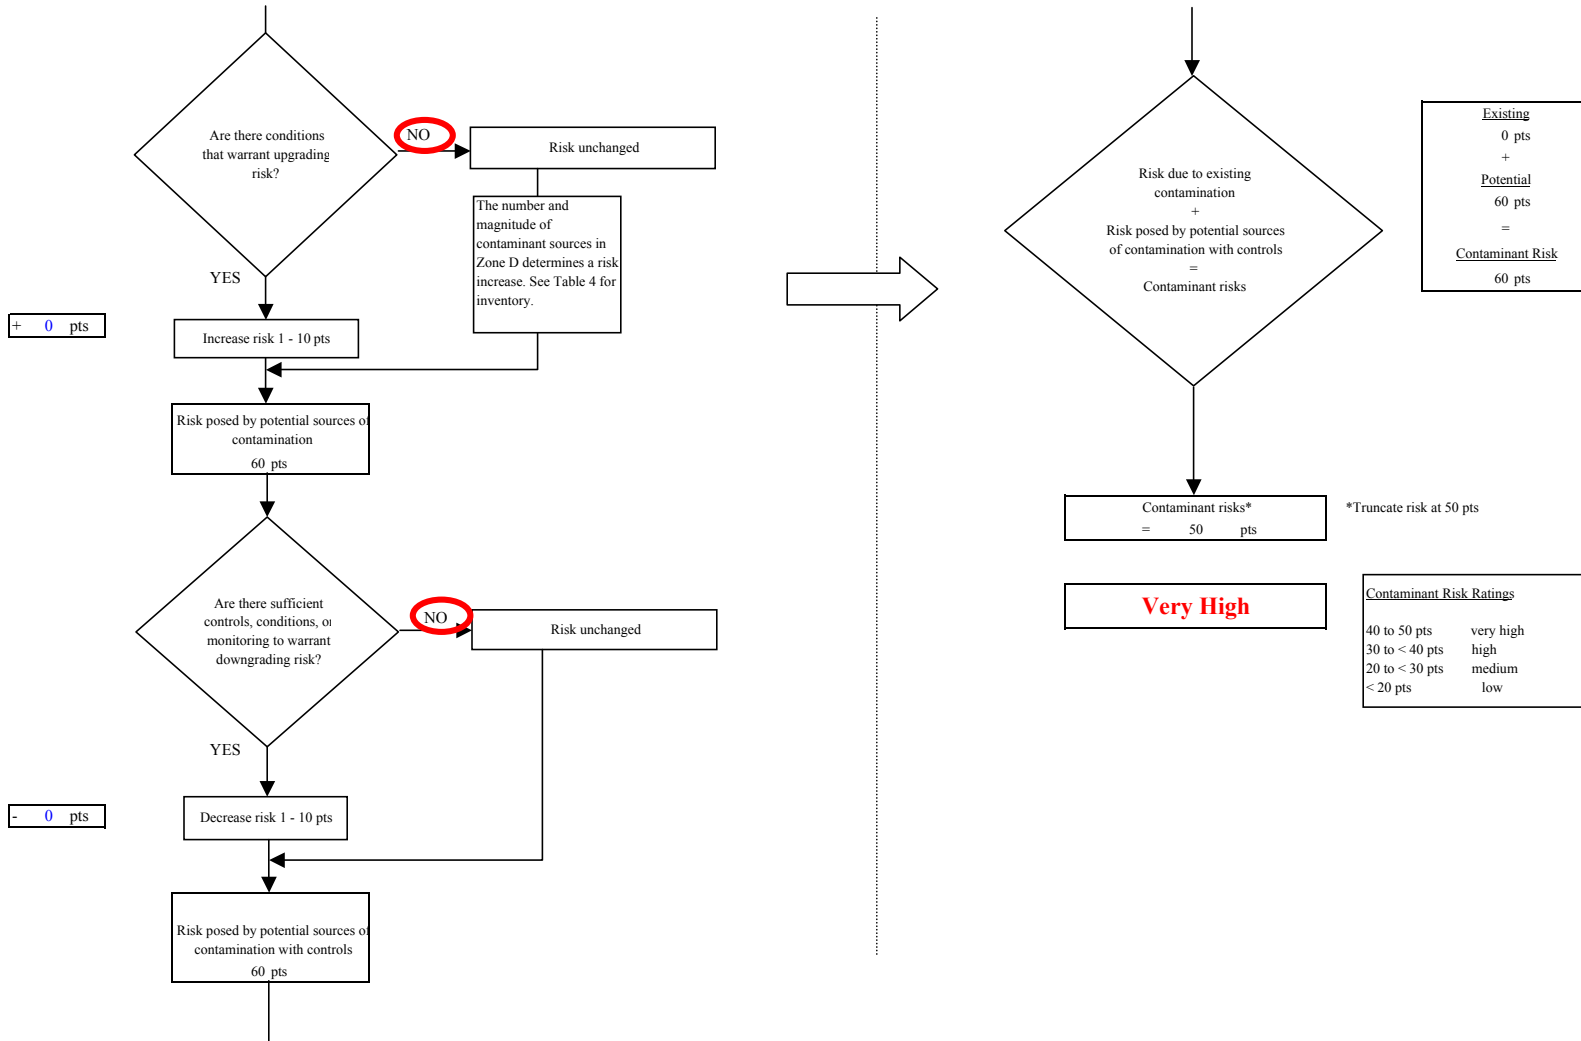 Are there conditions
that warrant upgrading
risk?
NO
Risk unchanged
The number and
magnitude of
contaminant sources in
Zone D determines a risk
increase. See Table 4 for
inventory.
YES
+ 0 pts
Increase risk 1 - 10 pts
Risk posed by potential sources of
contamination
60 pts
Are there sufficient
controls, conditions, or
monitoring to warrant
downgrading risk?
NO
Risk unchanged
YES
- 0 pts
Decrease risk 1 - 10 pts
Risk posed by potential sources of
contamination with controls
60 pts
Risk due to existing
contamination
+
Risk posed by potential sources
of contamination with controls
=
Contaminant risks
Existing
0 pts
+
Potential
60 pts
=
Contaminant Risk
60 pts
Contaminant risks*
= 50 pts
*Truncate risk at 50 pts
Very High
Contaminant Risk Ratings
40 to 50 pts very high
30 to < 40 pts high
20 to < 30 pts medium
< 20 pts low